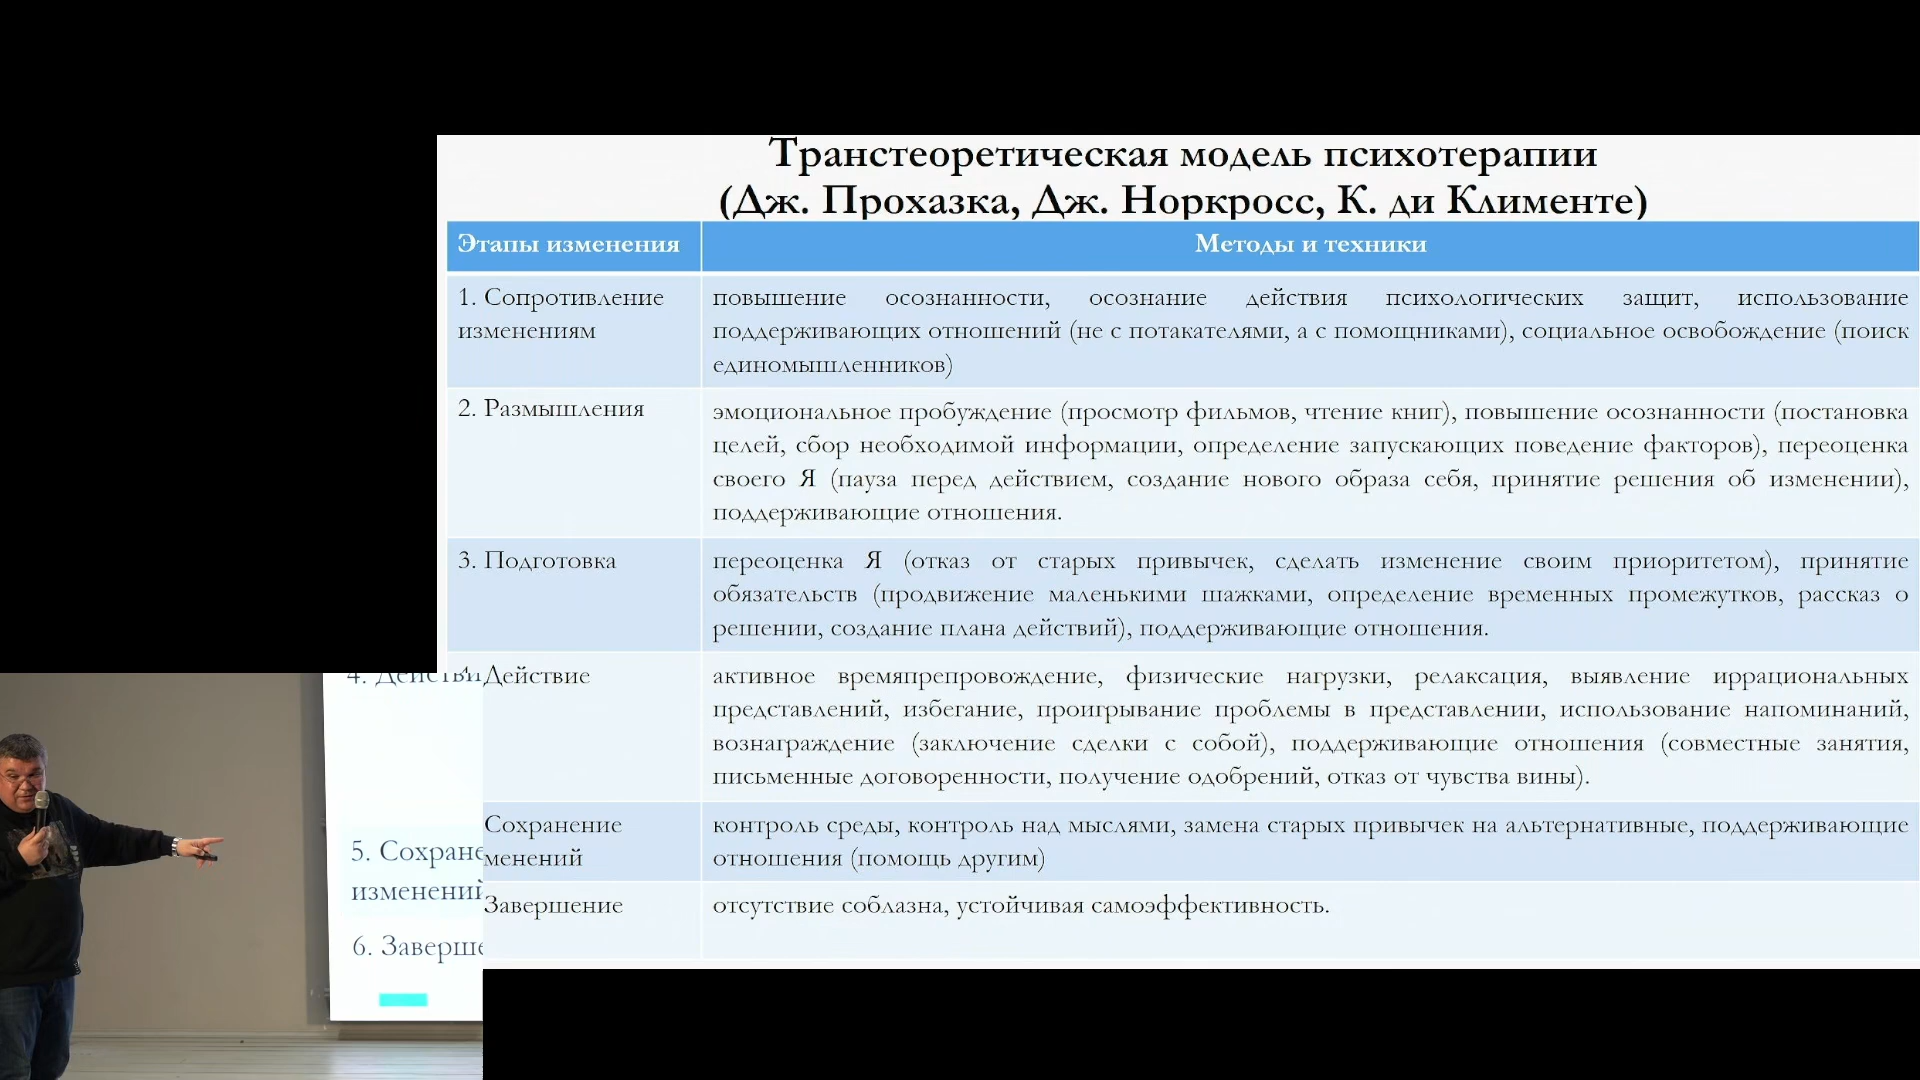 Транстеоретическая модель психотерапии
(Дж. Прохазка, Дж. Норкросс, К. ди Клименте)
Этапы изменения
Методы и техники
1. Сопротивление
изменениям
повышение осознанности, осознание действия психологических защит, использование
поддерживающих отношений (не с потакателями, а с помощниками), социальное освобождение (поиск
единомышленников)
2. Размышления
эмоциональное пробуждение (просмотр фильмов, чтение книг), повышение осознанности (постановка
целей, сбор необходимой информации, определение запускающих поведение факторов), переоценка
своего Я (пауза перед действием, создание нового образа себя, принятие решения об изменении),
поддерживающие отношения.
3. Подготовка
переоценка Я (отказ от старых привычек, сделать изменение своим приоритетом), принятие
обязательств (продвижение маленькими шажками, определение временных промежутков, рассказ о
решении, создание плана действий), поддерживающие отношения.
Действие
активное времяпрепровождение, физические нагрузки, релаксация, выявление иррациональных
представлений, избегание, проигрывание проблемы в представлении, использование напоминаний,
вознаграждение (заключение сделки с собой), поддерживающие отношения (совместные занятия,
письменные договоренности, получение одобрений, отказ от чувства вины).
Сохранение
менений
контроль среды, контроль над мыслями, замена старых привычек на альтернативные, поддерживающие
отношения (помощь другим)
Завершение
отсутствие соблазна, устойчивая самоэффективность.
4. Действи
5. Сохране
изменений
6. Заверше